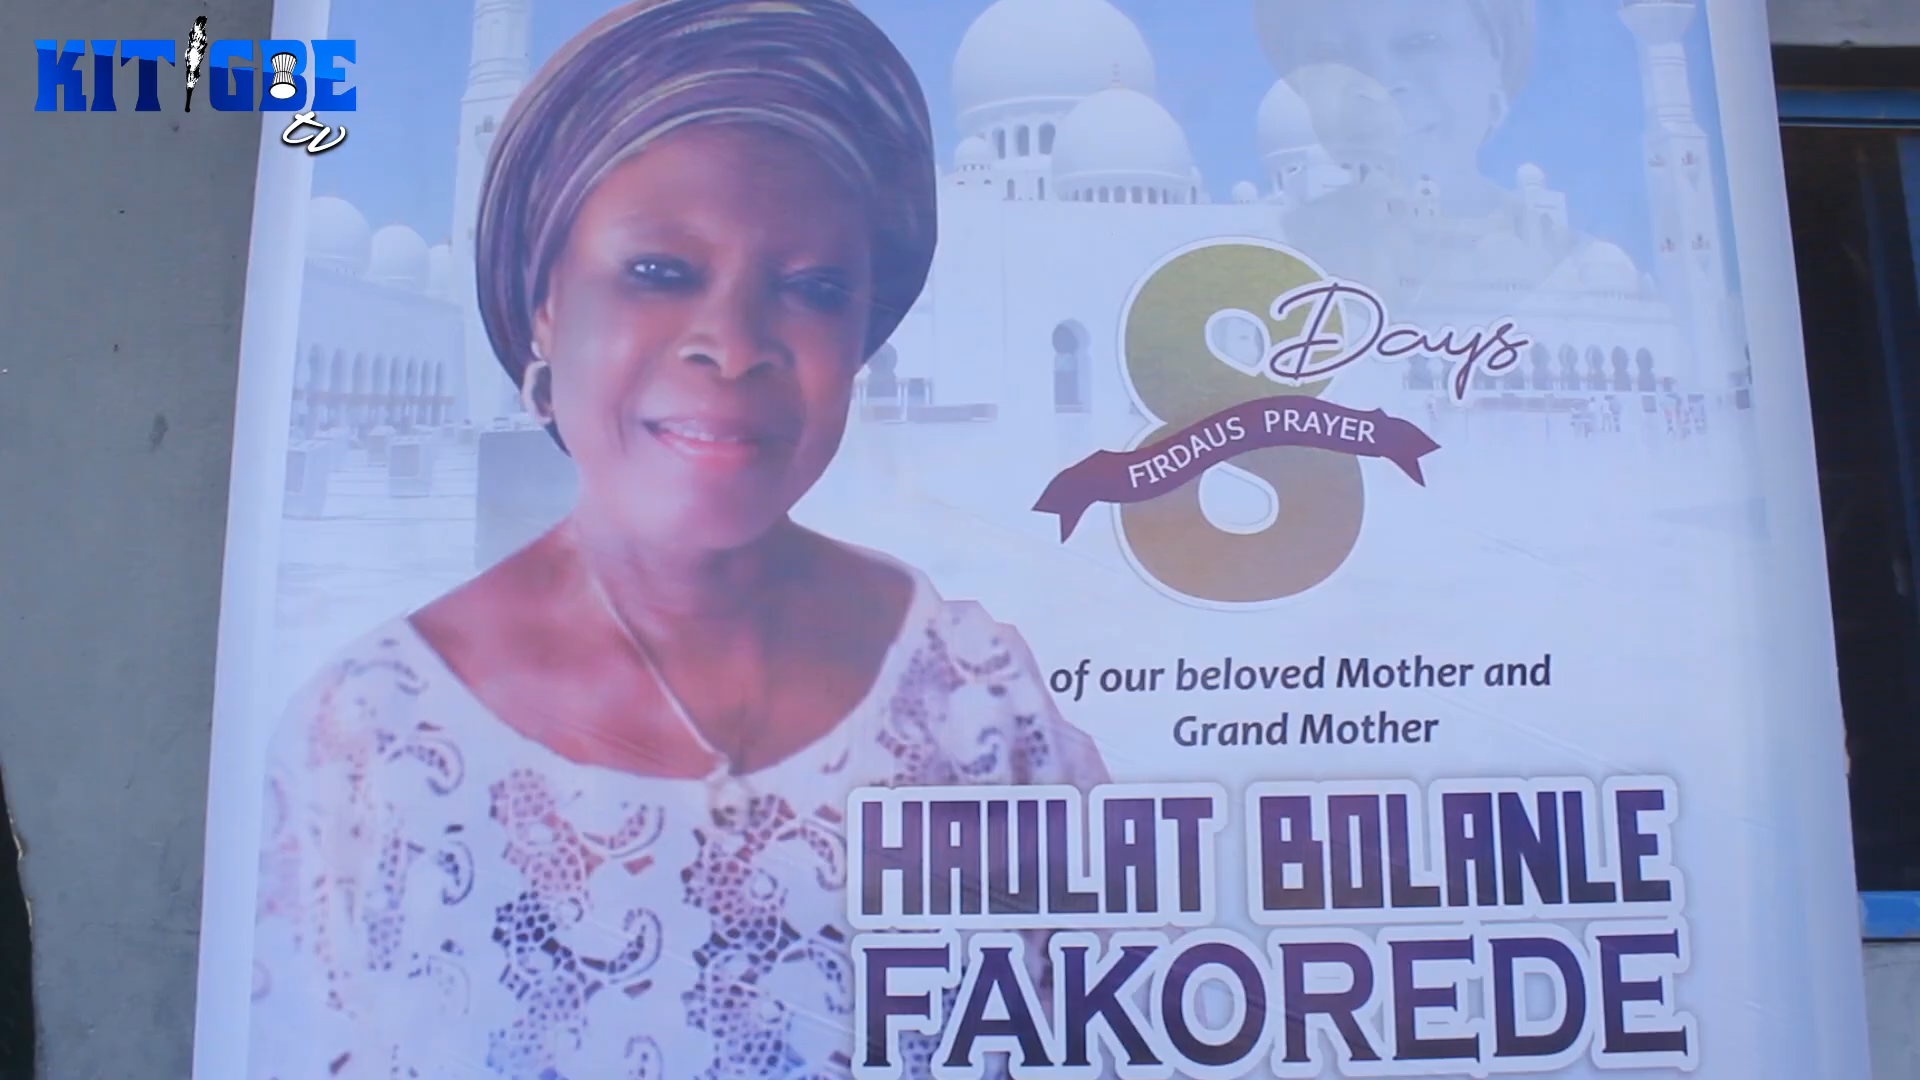 KITIGBE
tv
8 Days
FIRDAUS PRAYER
of our beloved Mother and
Grand Mother
HAULAT BOLANLE
FAKOREDE